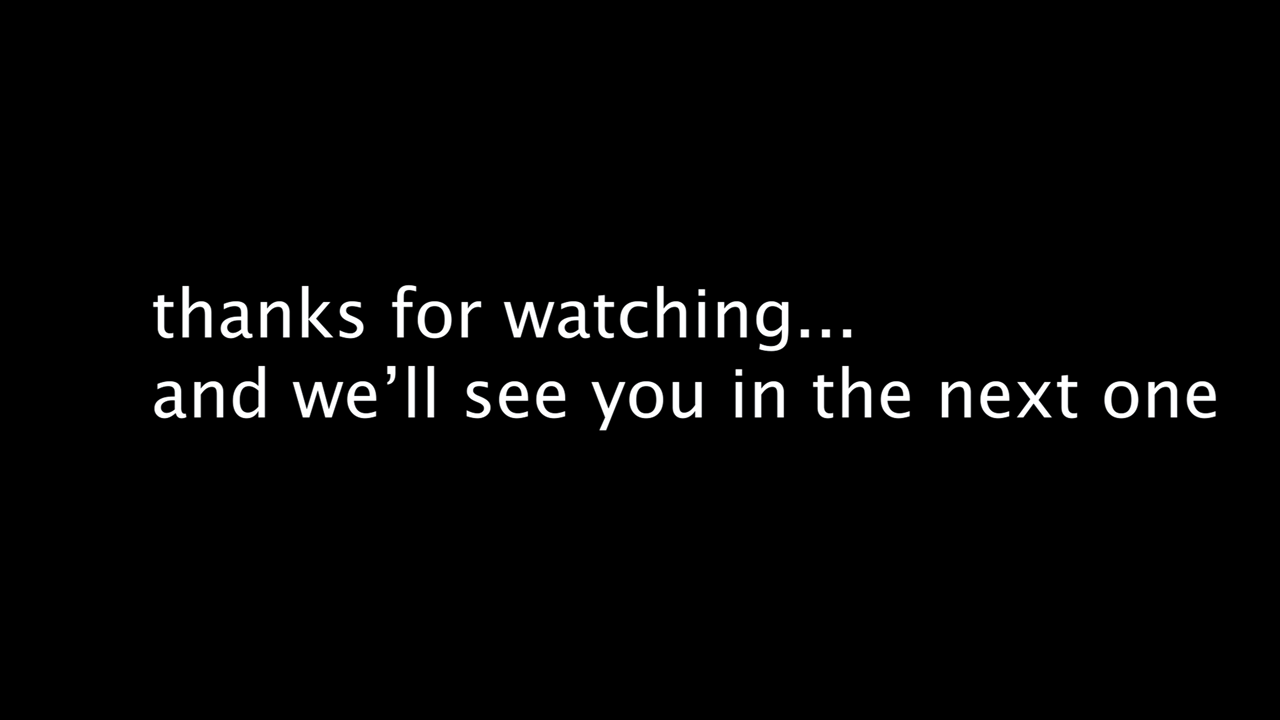 thanks for watching...
and we’ll see you in the next one